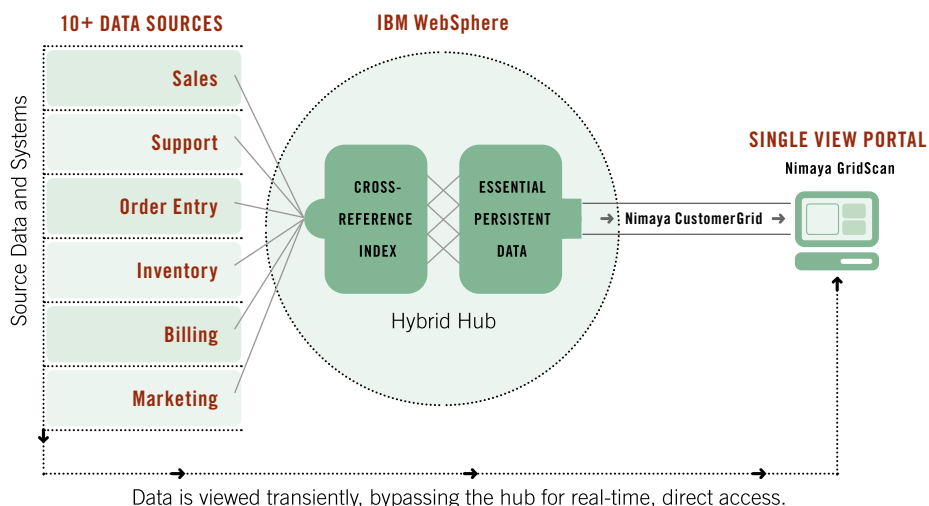 10+ DATA SOURCES
IBM WebSphere
Source Data and Systems
Sales
Support
Order Entry
Inventory
Billing
Marketing
CROSS-
REFERENCE
INDEX
ESSENTIAL
PERSISTENT
DATA
Hybrid Hub
Nimaya CustomerGrid
SINGLE VIEW PORTAL
Nimaya GridScan
Data is viewed transiently, bypassing the hub for real-time, direct access.